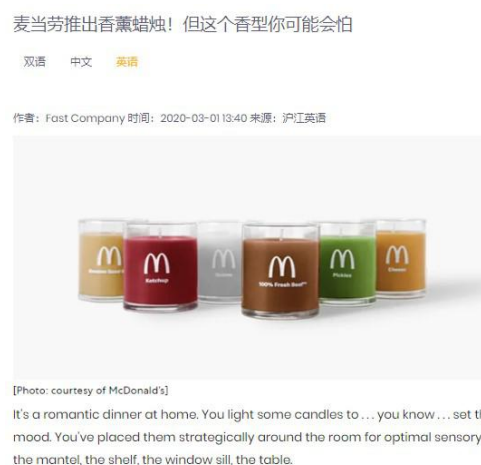 麦当劳推出香薰蜡烛！但这个香型你可能会怕
双语 中文 英语
作者：Fast Company 时间：2020-03-01 13:40 来源：沪江英语
Ketchup
100% Fresh Beef
Pickles
Cheese
[Photo: courtesy of McDonald's]
It's a romantic dinner at home. You light some candles to . . . you know . . . set
mood. You've placed them strategically around the room for optimal sensory
the mantel, the shelf, the window sill, the table.